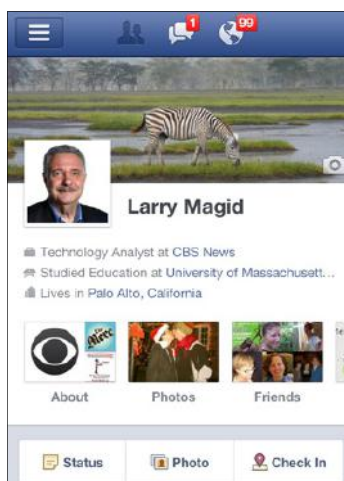 1
99
Larry Magid
Technology Analyst at CBS News
Studied Education at University of Massachusett...
Lives in Palo Alto, California
About
Photos
Friends
Status
Photo
Check In